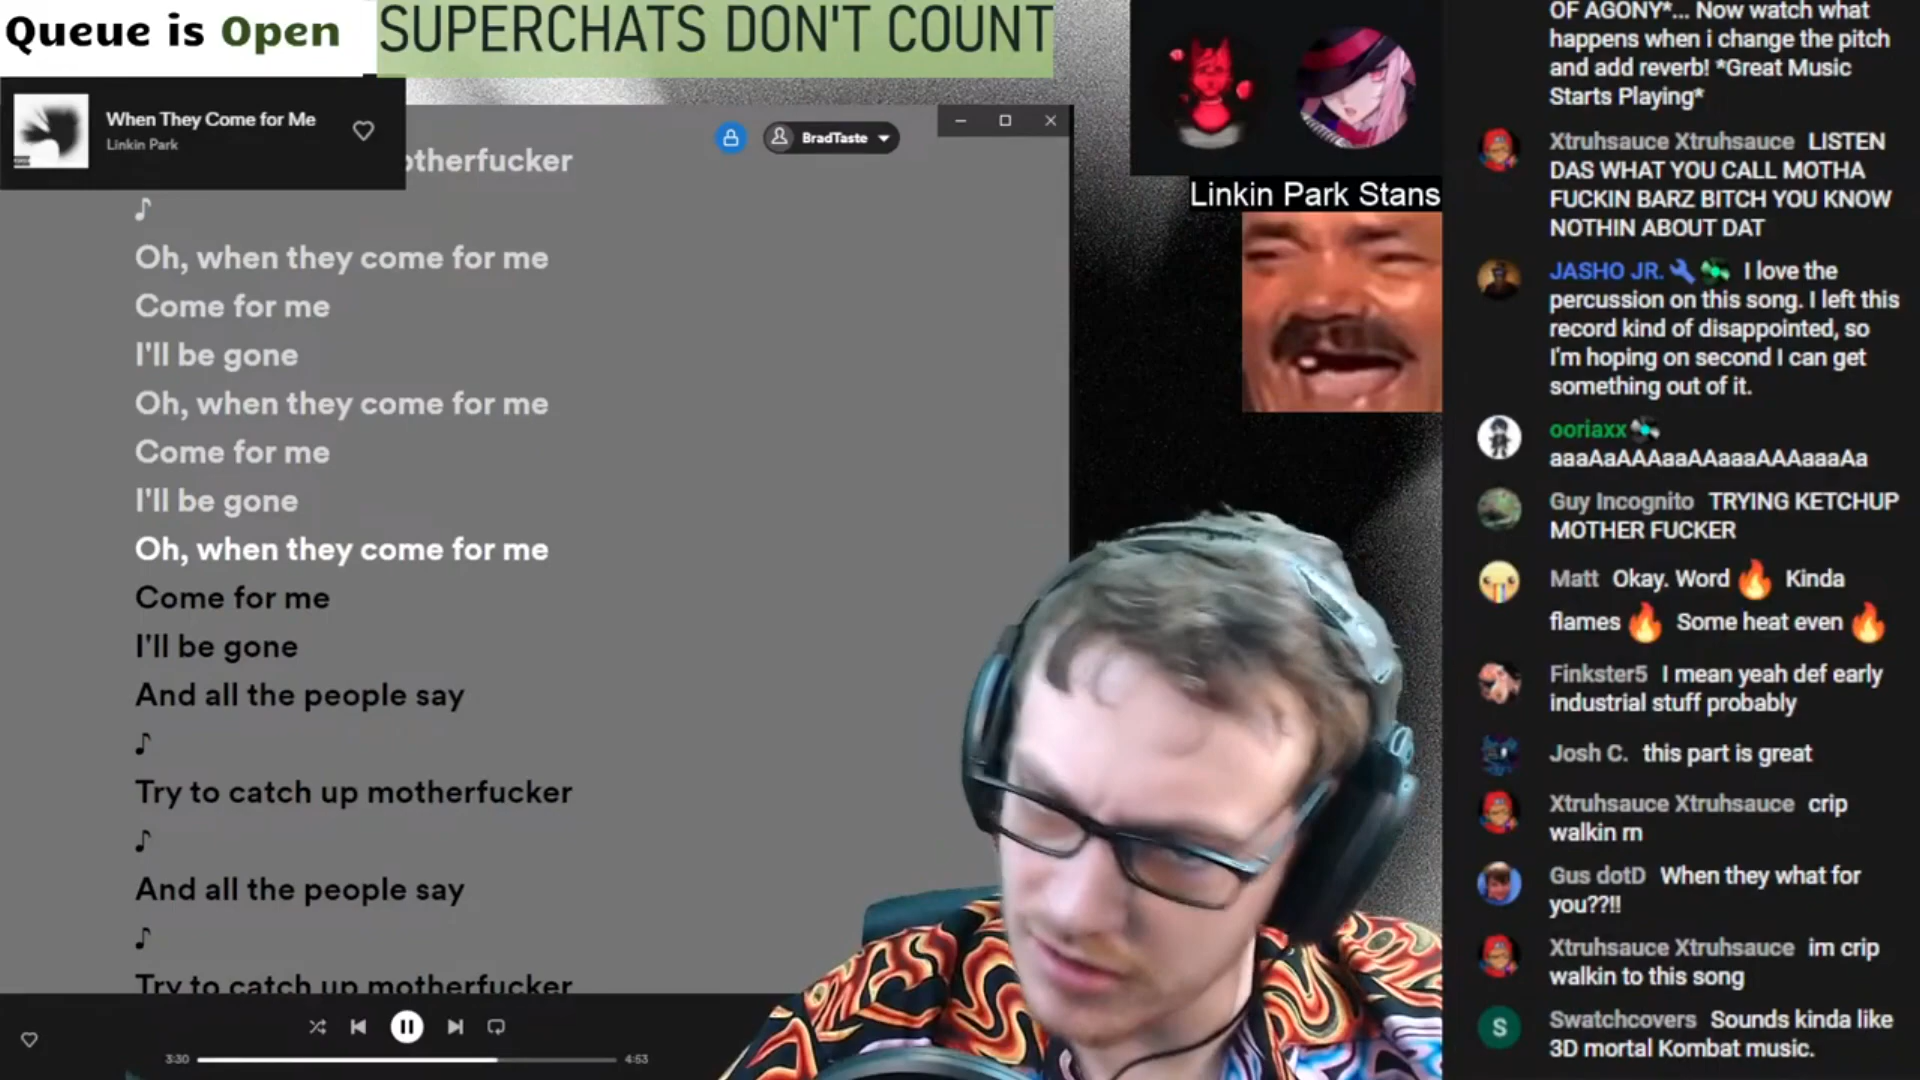 Queue is Open
SUPERCHATS DON'T COUNT
When They Come for Me
Linkin Park
otherfucker
BradTaste
♪
Oh, when they come for me
Come for me
I'll be gone
Oh, when they come for me
Come for me
I'll be gone
Oh, when they come for me
Come for me
I'll be gone
And all the people say
♪
Try to catch up motherfucker
♪
And all the people say
♪
Try to catch up motherfucker
3:30
4:53
Linkin Park Stans
OF AGONY*... Now watch what
happens when i change the pitch
and add reverb! *Great Music
Starts Playing*
Xtruhsauce Xtruhsauce LISTEN
DAS WHAT YOU CALL MOTHA
FUCKIN BARZ BITCH YOU KNOW
NOTHIN ABOUT DAT
JASHO JR. I love the
percussion on this song. I left this
record kind of disappointed, so
I'm hoping on second I can get
something out of it.
ooriaxx
aaaAaAAAaaAAaaaAAAaaaAa
Guy Incognito TRYING KETCHUP
MOTHER FUCKER
Matt Okay. Word 🔥 Kinda
flames 🔥 Some heat even 🔥
Finkster5 I mean yeah def early
industrial stuff probably
Josh C. this part is great
Xtruhsauce Xtruhsauce crip
walkin rn
Gus dotD When they what for
you??!!
Xtruhsauce Xtruhsauce im crip
walkin to this song
S
Swatchcovers Sounds kinda like
3D mortal Kombat music.